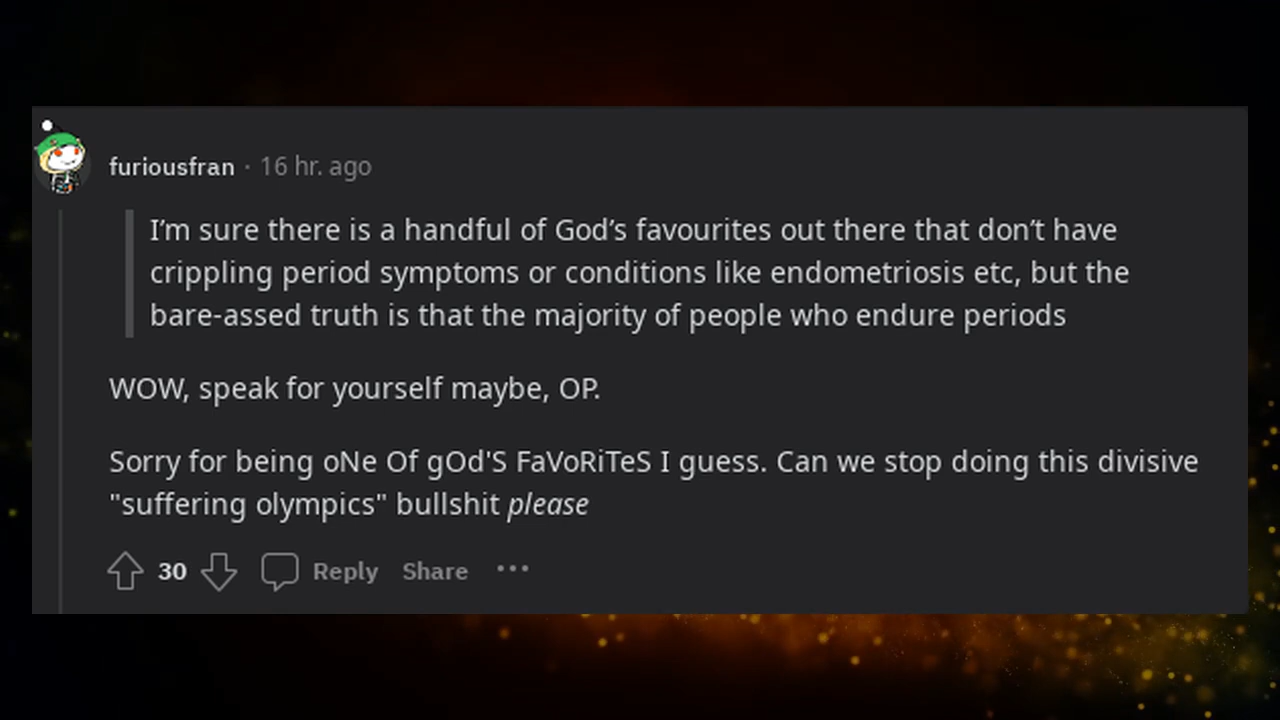 furiousfran · 16 hr. ago
I’m sure there is a handful of God’s favourites out there that don’t have
crippling period symptoms or conditions like endometriosis etc, but the
bare-assed truth is that the majority of people who endure periods
WOW, speak for yourself maybe, OP.
Sorry for being oNe Of gOd'S FaVoRiTeS I guess. Can we stop doing this divisive
"suffering olympics" bullshit please
30 Reply Share •••